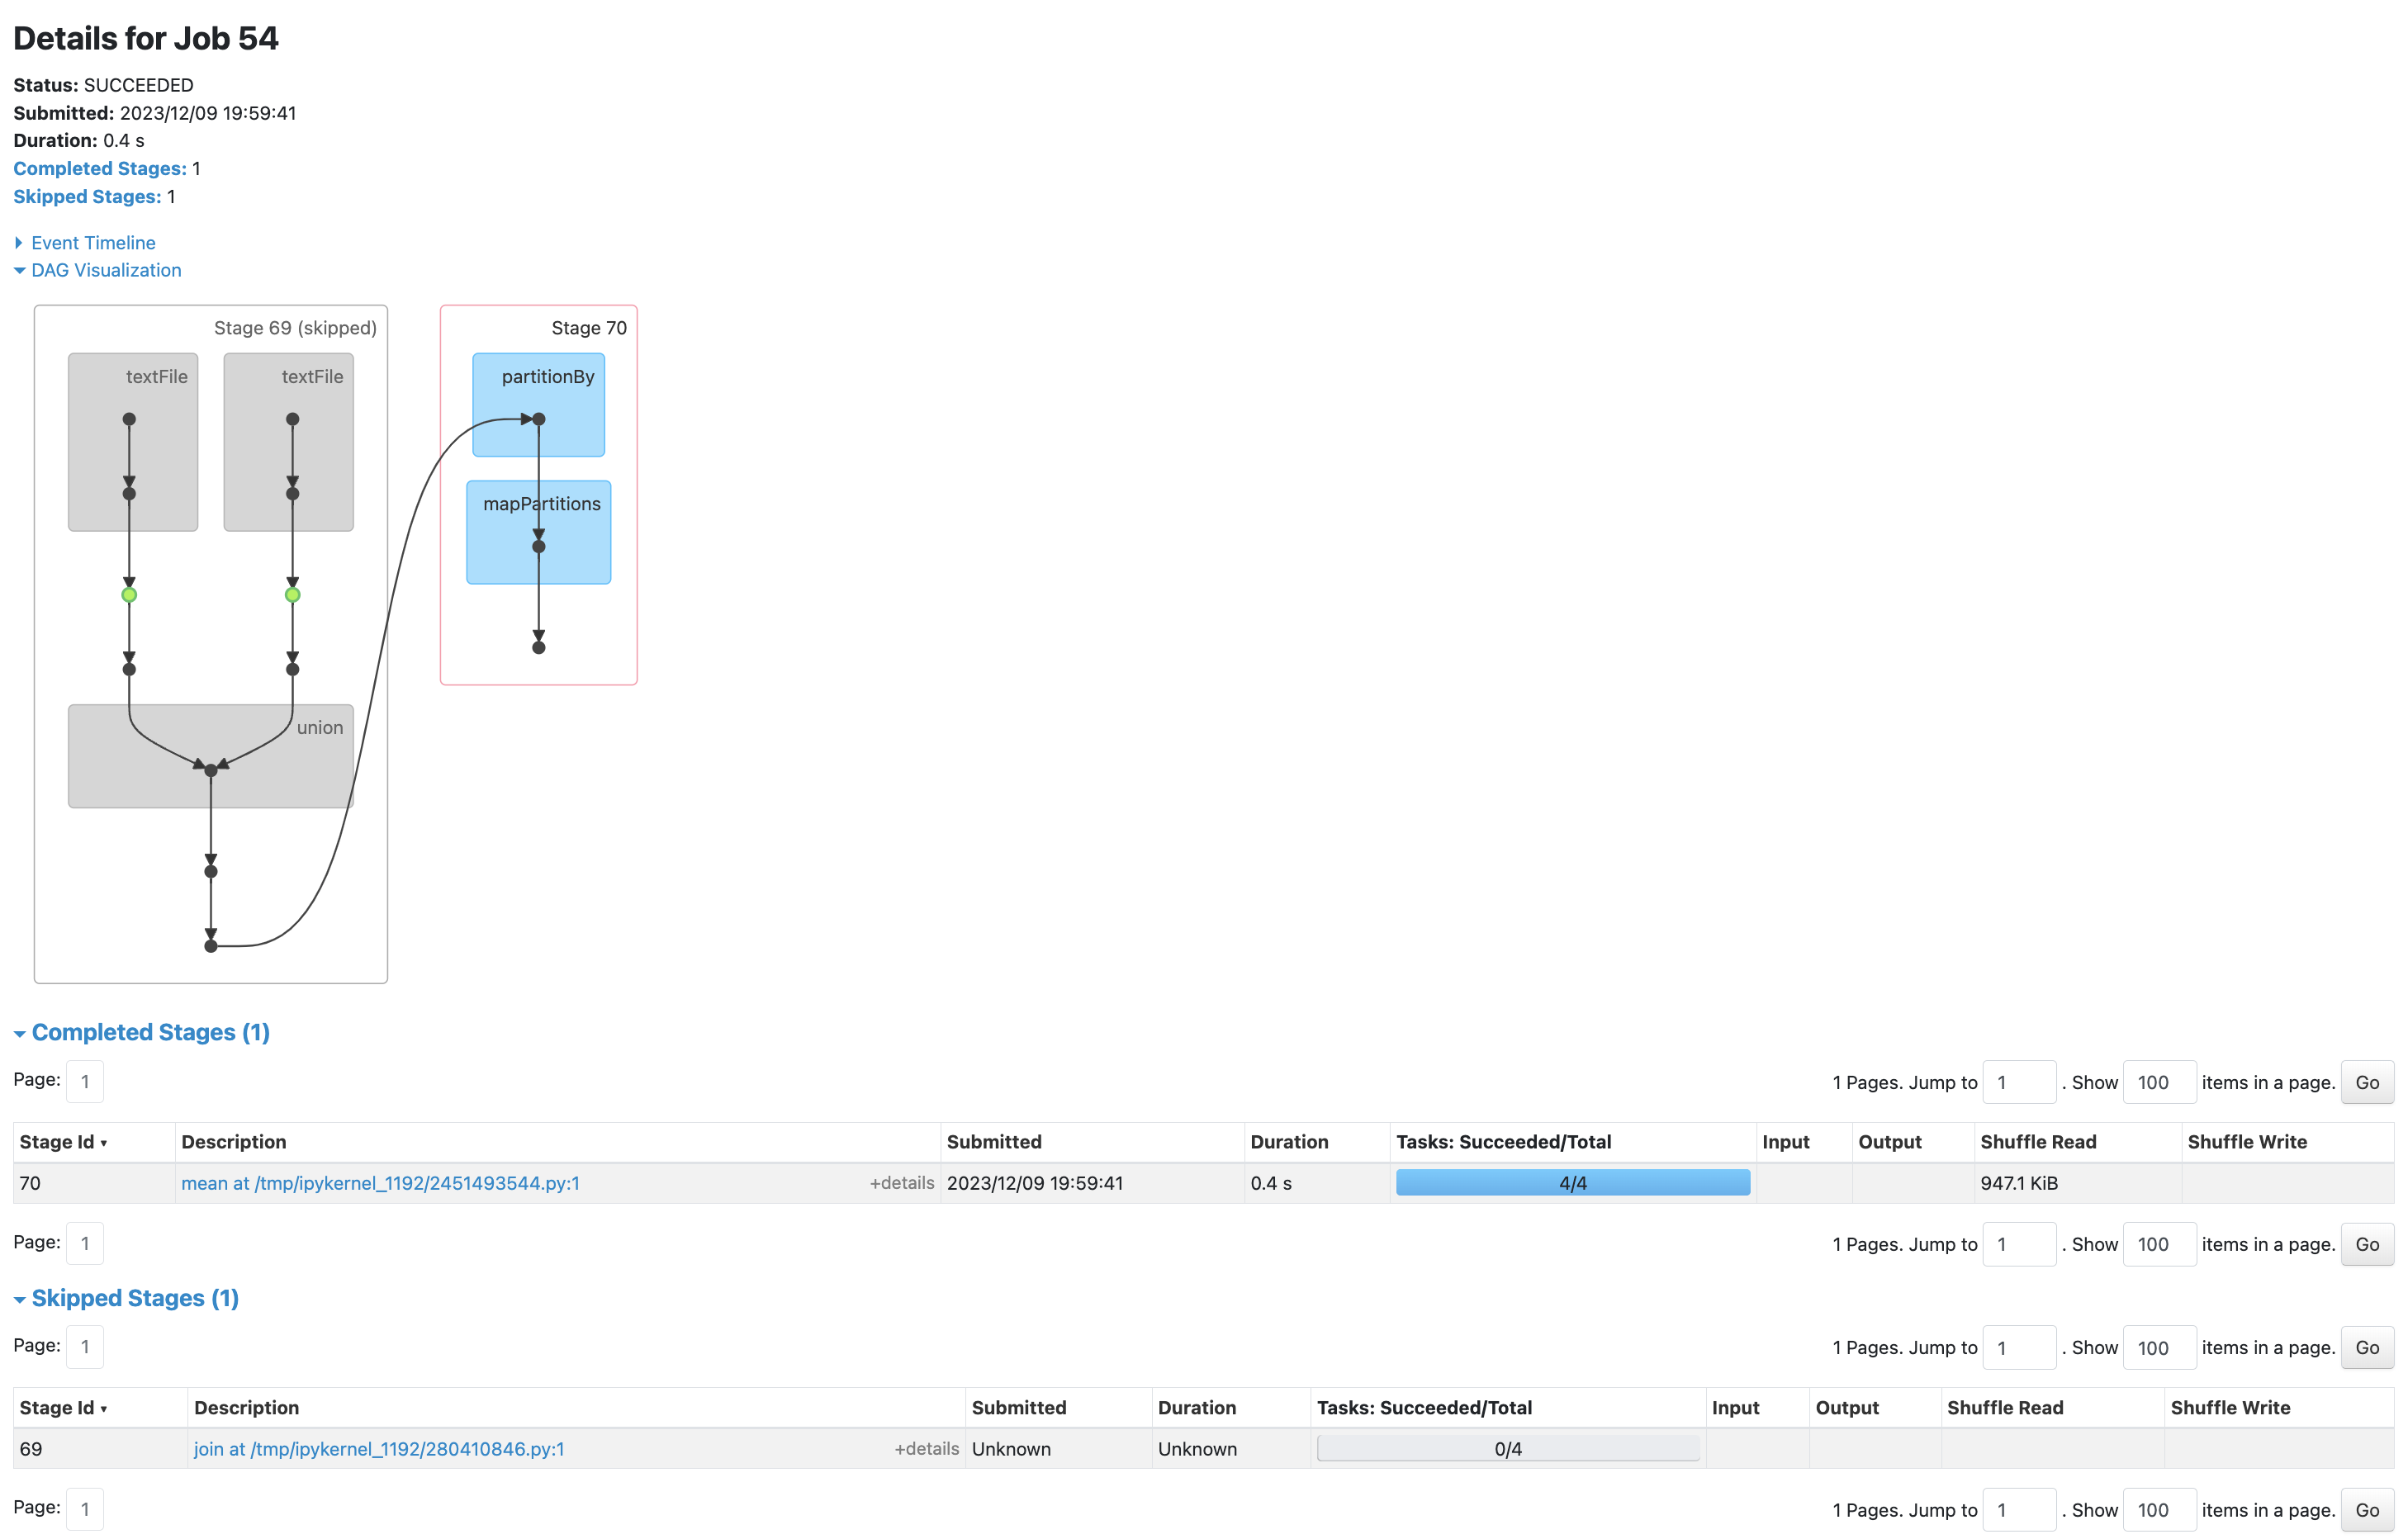 Details for Job 54
Status: SUCCEEDED
Submitted: 2023/12/09 19:59:41
Duration: 0.4 s
Completed Stages: 1
Skipped Stages: 1
Event Timeline
DAG Visualization
Stage 69 (skipped)
textFile
textFile
union
Stage 70
partitionBy
mapPartitions
Completed Stages (1)
Page: 1
1 Pages. Jump to 1 . Show 100 items in a page. Go
Stage Id ▾ Description Submitted Duration Tasks: Succeeded/Total Input Output Shuffle Read Shuffle Write
70 mean at /tmp/ipykernel_1192/2451493544.py:1 +details 2023/12/09 19:59:41 0.4 s 4/4 947.1 KiB
Page: 1
1 Pages. Jump to 1 . Show 100 items in a page. Go
Skipped Stages (1)
Page: 1
1 Pages. Jump to 1 . Show 100 items in a page. Go
Stage Id ▾ Description Submitted Duration Tasks: Succeeded/Total Input Output Shuffle Read Shuffle Write
69 join at /tmp/ipykernel_1192/280410846.py:1 +details Unknown Unknown 0/4
Page: 1
1 Pages. Jump to 1 . Show 100 items in a page. Go